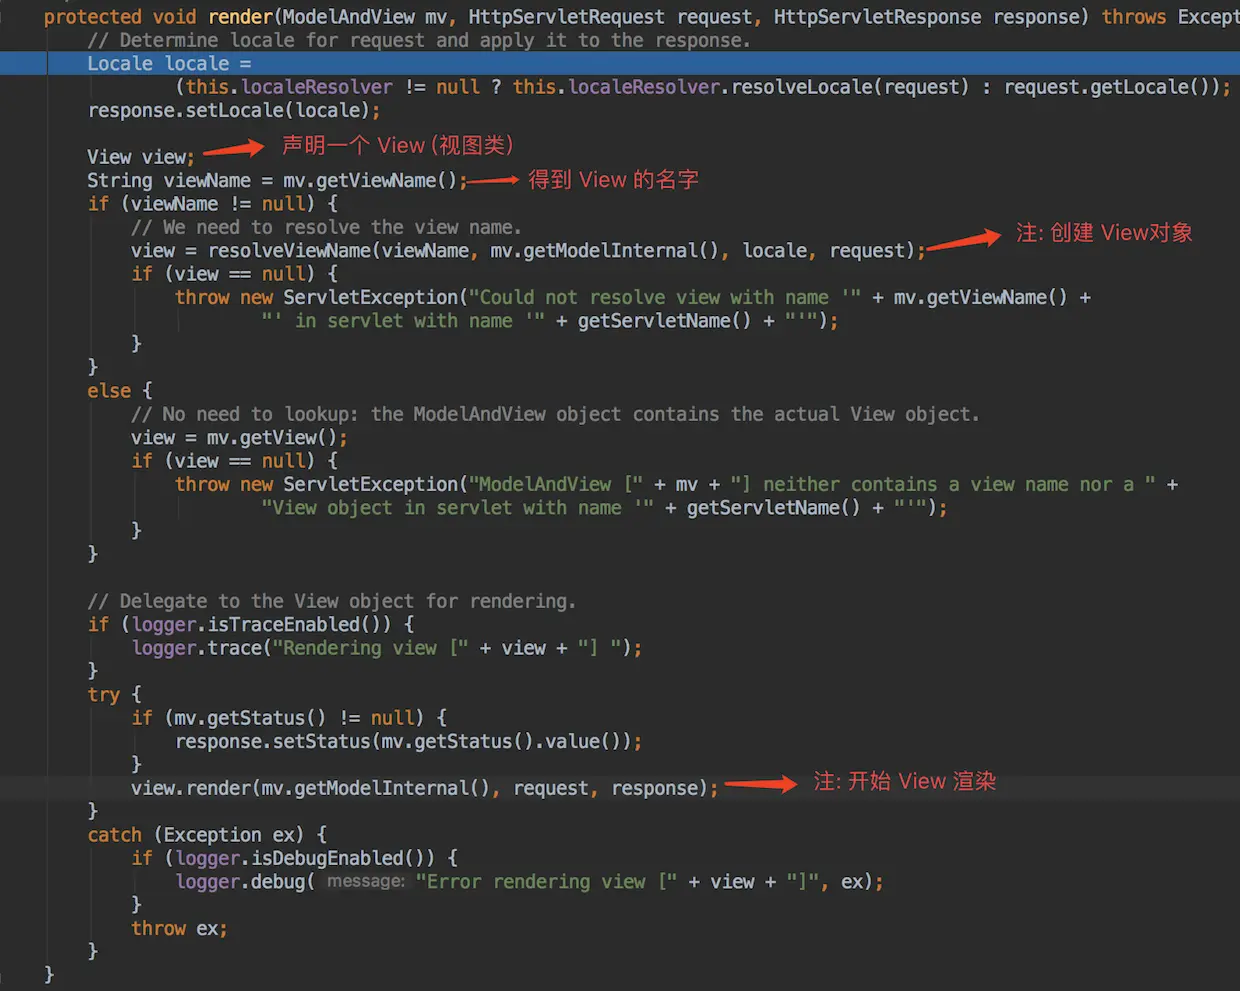 protected void render(ModelAndView mv, HttpServletRequest request, HttpServletResponse response) throws Except
// Determine locale for request and apply it to the response.
Locale locale =
(this.localeResolver != null ? this.localeResolver.resolveLocale(request) : request.getLocale());
response.setLocale(locale);
View view; 声明一个 View (视图类)
String viewName = mv.getViewName(); 得到 View 的名字
if (viewName != null) {
// We need to resolve the view name.
view = resolveViewName(viewName, mv.getModelInternal(), locale, request); 注: 创建 View对象
if (view == null) {
throw new ServletException("Could not resolve view with name '" + mv.getViewName() +
"' in servlet with name '" + getServletName() + "'");
}
}
else {
// No need to lookup: the ModelAndView object contains the actual View object.
view = mv.getView();
if (view == null) {
throw new ServletException("ModelAndView [" + mv + "] neither contains a view name nor a " +
"View object in servlet with name '" + getServletName() + "'");
}
}
// Delegate to the View object for rendering.
if (logger.isTraceEnabled()) {
logger.trace("Rendering view [" + view + "] ");
}
try {
if (mv.getStatus() != null) {
response.setStatus(mv.getStatus().value());
}
view.render(mv.getModelInternal(), request, response); 注: 开始 View 渲染
}
catch (Exception ex) {
if (logger.isDebugEnabled()) {
logger.debug( message: "Error rendering view [" + view + "]", ex);
}
throw ex;
}
}